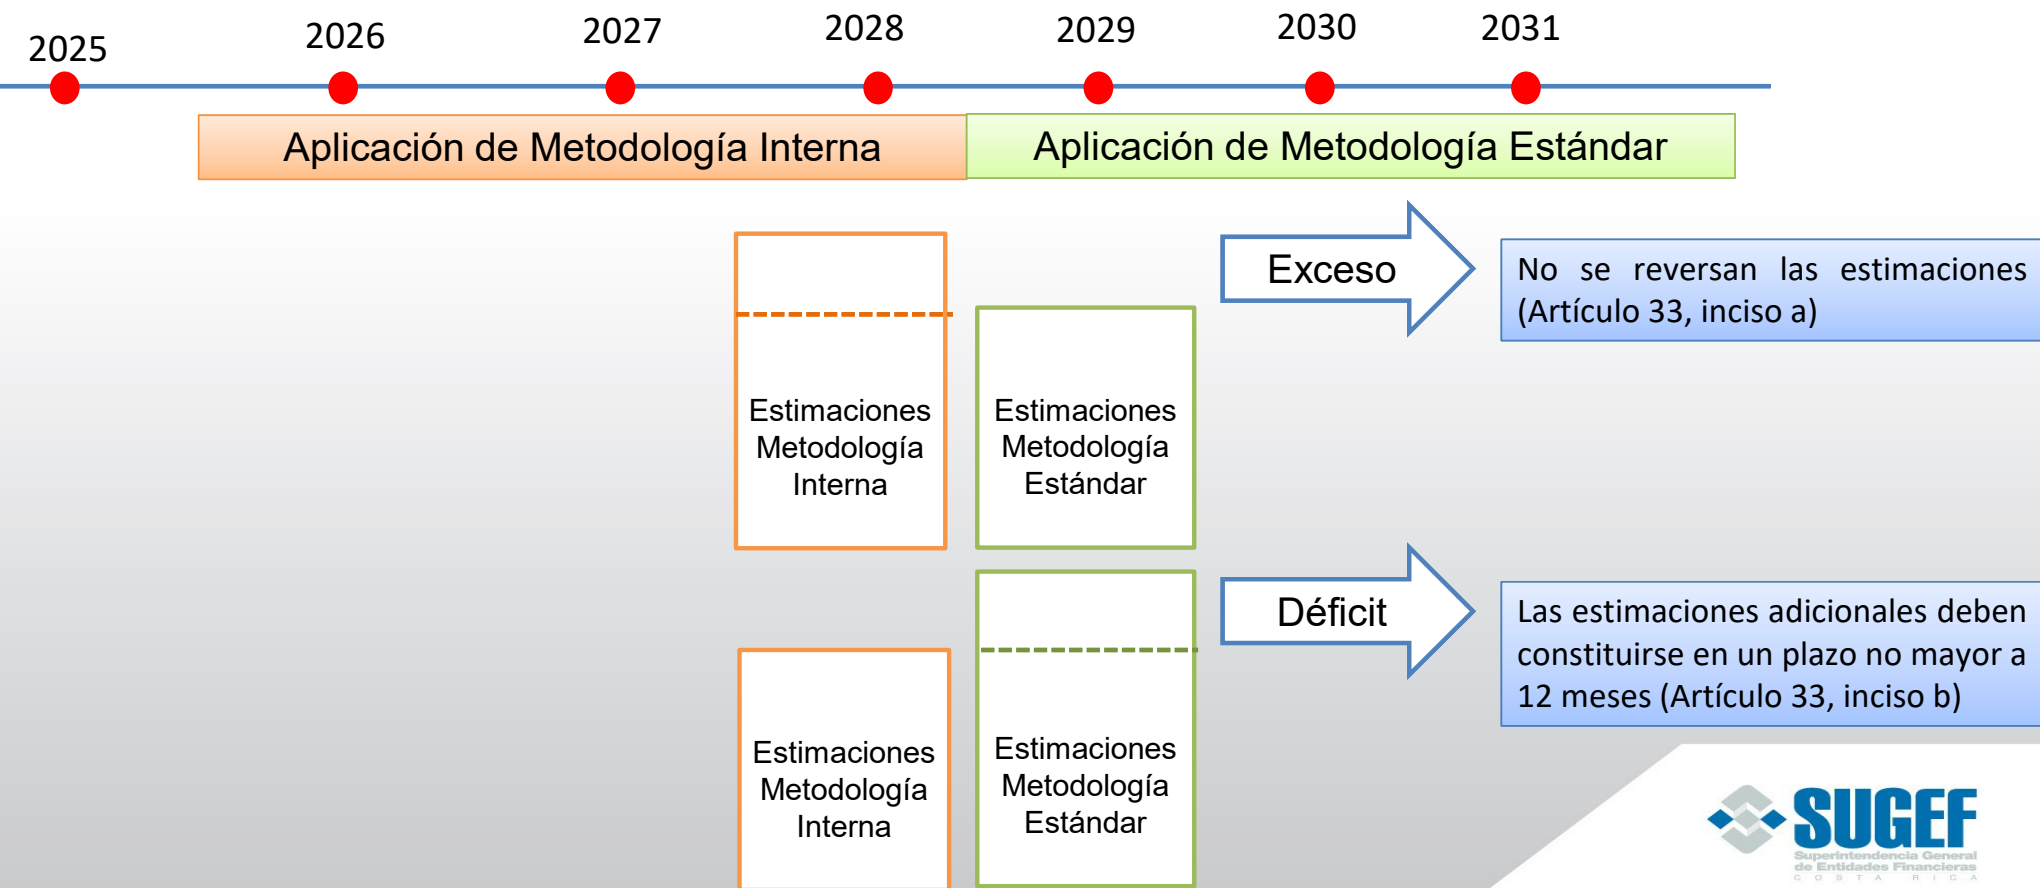 2025
2026
2027
2028
2029
2030
2031
Aplicación de Metodología Interna
Aplicación de Metodología Estándar
Estimaciones
Metodología
Interna
Estimaciones
Metodología
Estándar
Exceso
No se reversan las estimaciones
(Artículo 33, inciso a)
Estimaciones
Metodología
Interna
Estimaciones
Metodología
Estándar
Déficit
Las estimaciones adicionales deben
constituirse en un plazo no mayor a
12 meses (Artículo 33, inciso b)
SUGEF
Superintendencia General
de Entidades Financieras
COSTA RICA